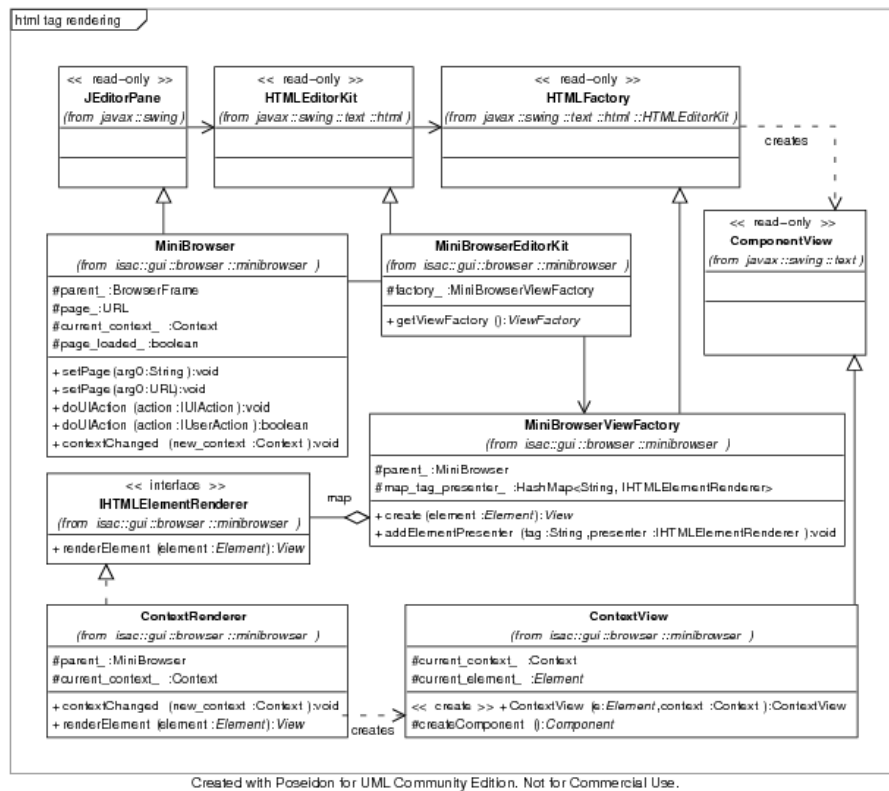 html tag rendering
<< read-only >>
JEditorPane
(from javax::swing)
<< read-only >>
HTMLEditorKit
(from javax::swing::text::html)
<< read-only >>
HTMLFactory
(from javax::swing::text::html::HTMLEditorKit)
creates
<< read-only >>
ComponentView
(from javax::swing::text)
MiniBrowser
(from isac::gui::browser::minibrowser)
#parent_:BrowserFrame
#page_:URL
#current_context_:Context
#page_loaded_:boolean
+setPage(arg0:String):void
+setPage(arg0:URL):void
+doUIAction(action:IUIAction):void
+doUIAction(action:IUserAction):boolean
+contextChanged(new_context:Context):void
MiniBrowserEditorKit
(from isac::gui::browser::minibrowser)
#factory_:MiniBrowserViewFactory
+getViewFactory():ViewFactory
MiniBrowserViewFactory
(from isac::gui::browser::minibrowser)
#parent_:MiniBrowser
#map_tag_presenter_:HashMap<String, IHTMLElementRenderer>
+create(element:Element):View
+addElementPresenter(tag:String,presenter:IHTMLElementRenderer):void
map
<< interface >>
IHTMLElementRenderer
(from isac::gui::browser::minibrowser)
+renderElement(element:Element):View
ContextRenderer
(from isac::gui::browser::minibrowser)
#parent_:MiniBrowser
#current_context_:Context
+contextChanged(new_context:Context):void
+renderElement(element:Element):View
creates
ContextView
(from isac::gui::browser::minibrowser)
#current_context_:Context
#current_element_:Element
<< create >>+ContextView(e:Element,context:Context):ContextView
#createComponent():Component
Created with Poseidon for UML Community Edition. Not for Commercial Use.